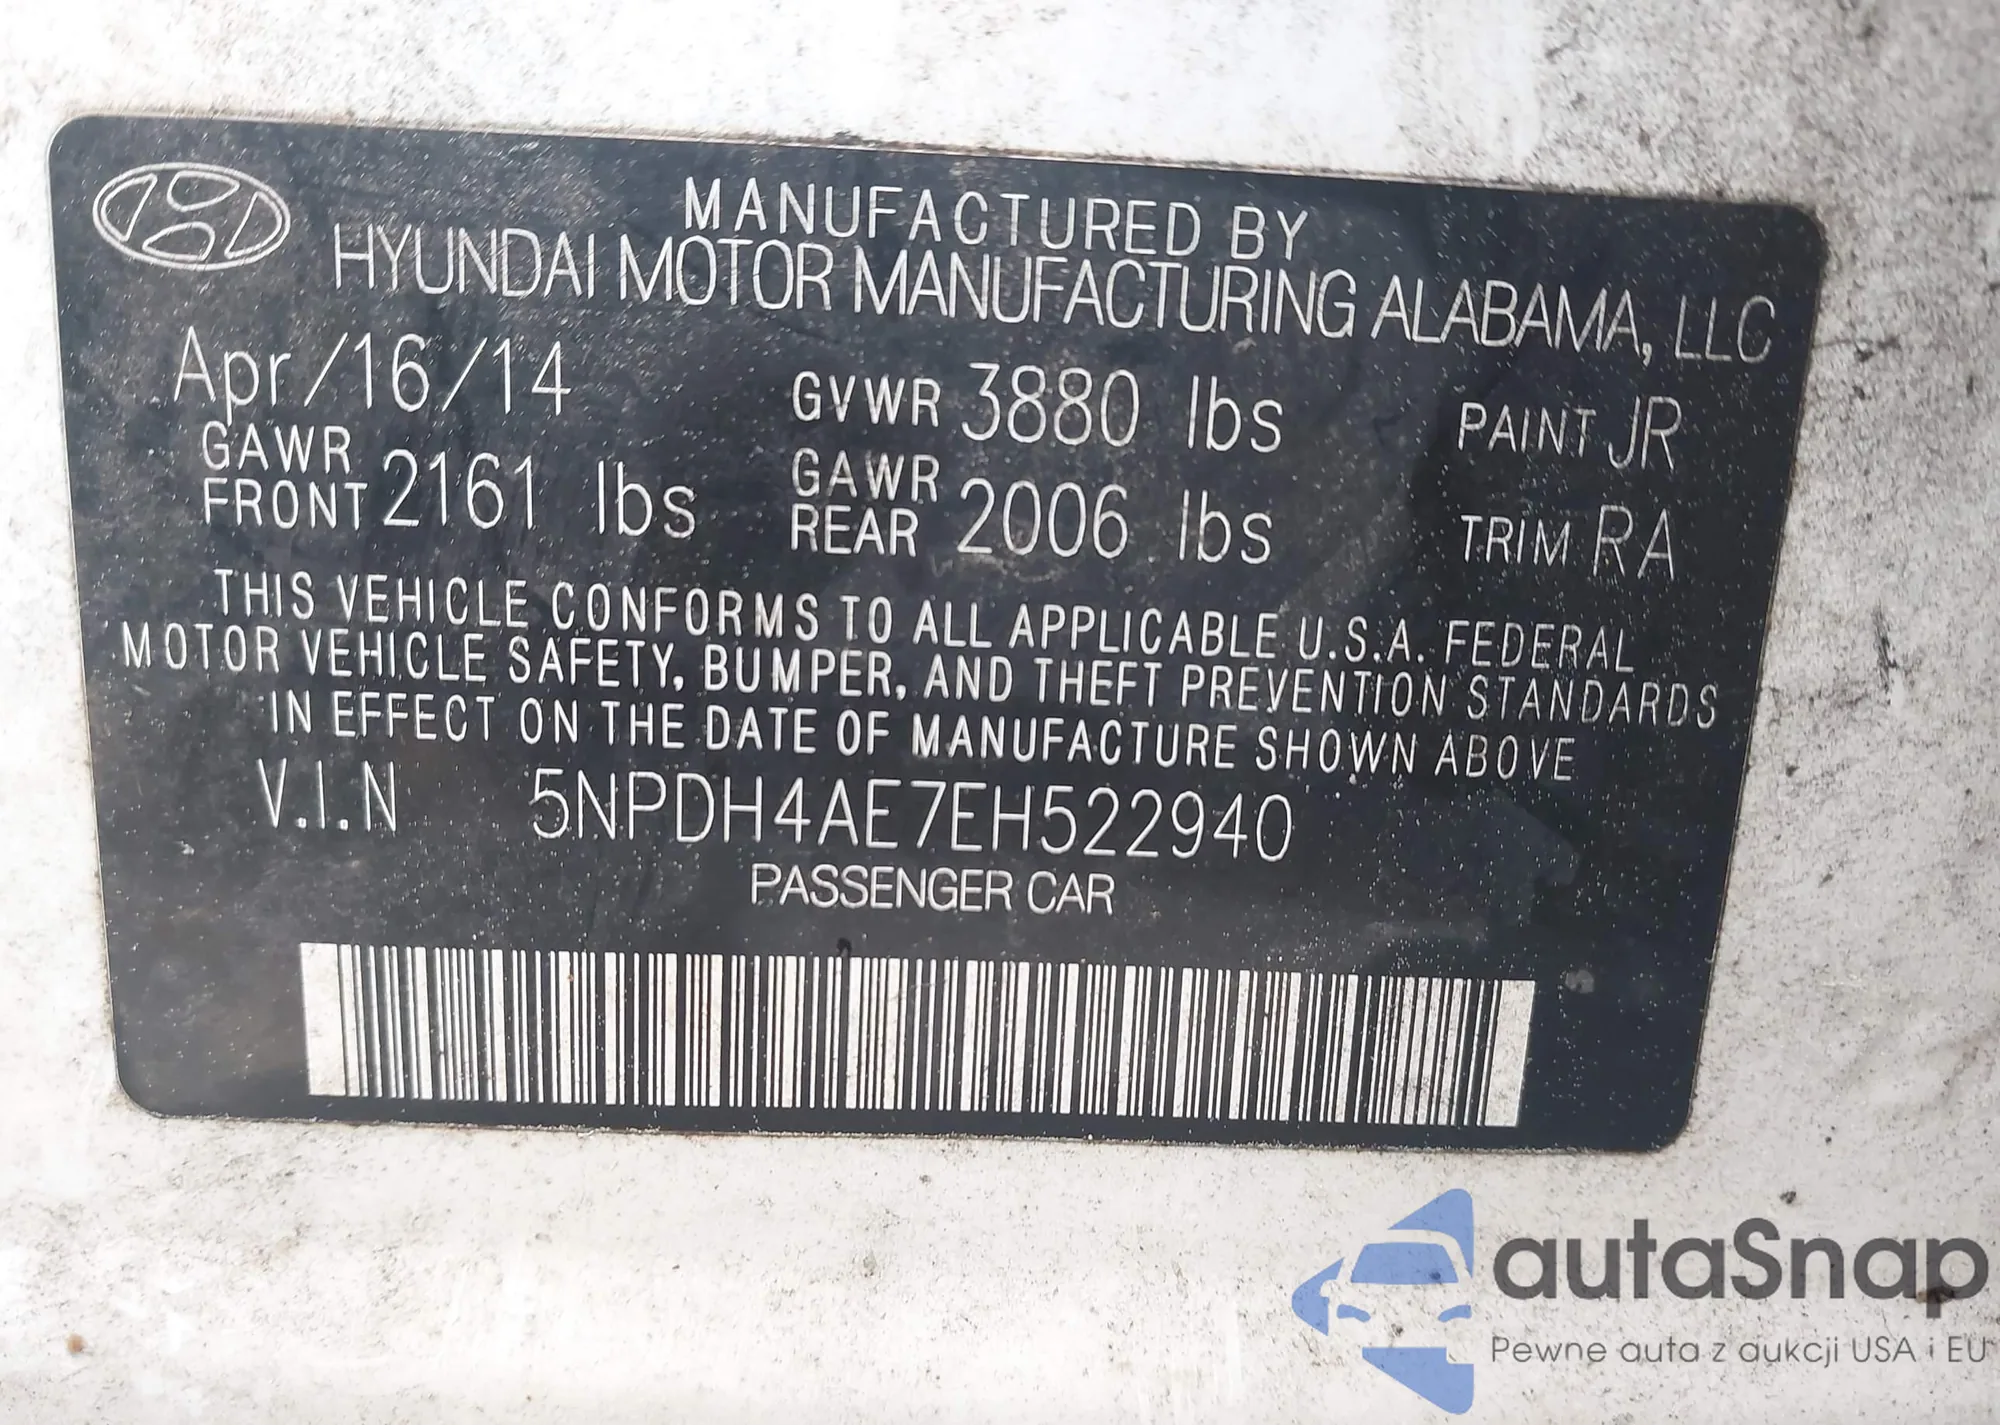 MANUFACTURED BY
HYUNDAI MOTOR MANUFACTURING ALABAMA, LLC
Apr/16/14 GVWR 3880 lbs PAINT JR
GAWR FRONT 2161 lbs GAWR REAR 2006 lbs TRIM RA
THIS VEHICLE CONFORMS TO ALL APPLICABLE U.S.A. FEDERAL
MOTOR VEHICLE SAFETY, BUMPER, AND THEFT PREVENTION STANDARDS
IN EFFECT ON THE DATE OF MANUFACTURE SHOWN ABOVE
V.I.N 5NPDH4AE7EH522940
PASSENGER CAR
autaSnap
Pewne auta z aukcji USA i EU